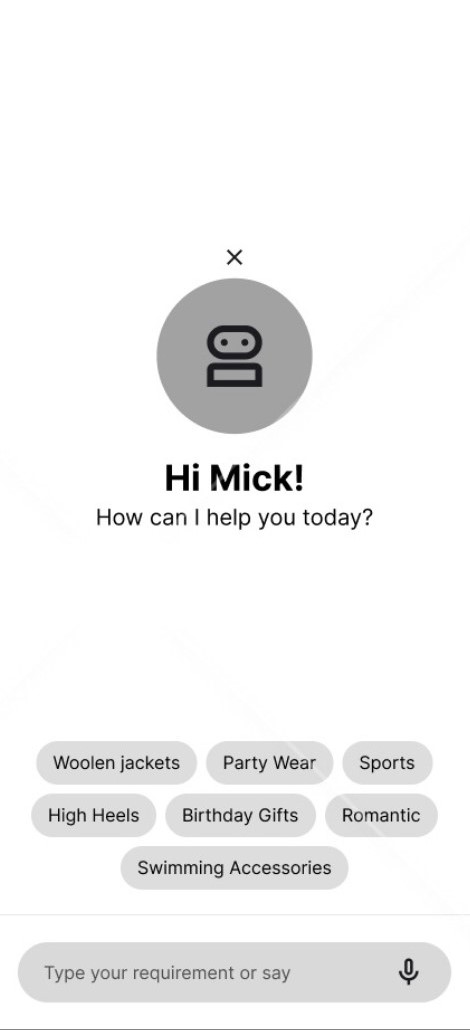 Hi Mick!
How can I help you today?
Woolen jackets Party Wear Sports
High Heels Birthday Gifts Romantic
Swimming Accessories
Type your requirement or say